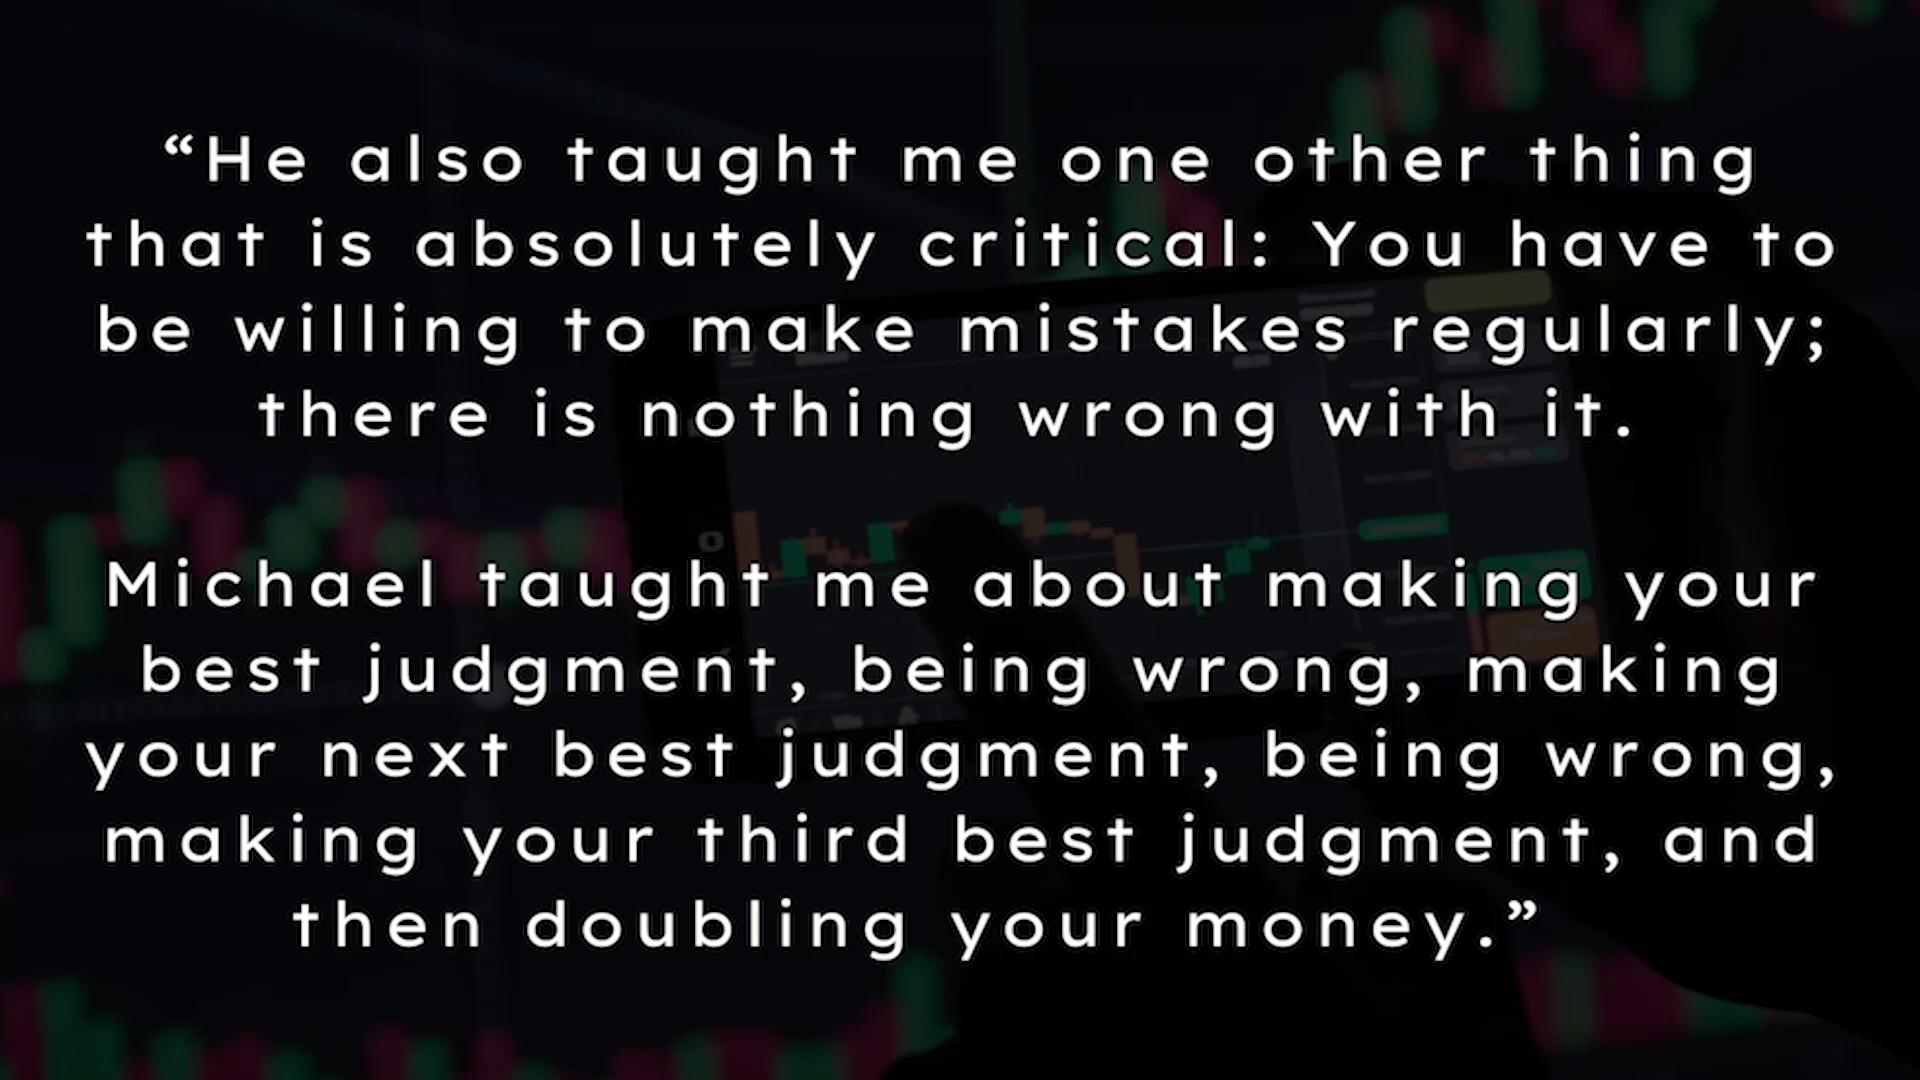 “He also taught me one other thing
that is absolutely critical: You have to
be willing to make mistakes regularly;
there is nothing wrong with it.
Michael taught me about making your
best judgment, being wrong, making
your next best judgment, being wrong,
making your third best judgment, and
then doubling your money.”